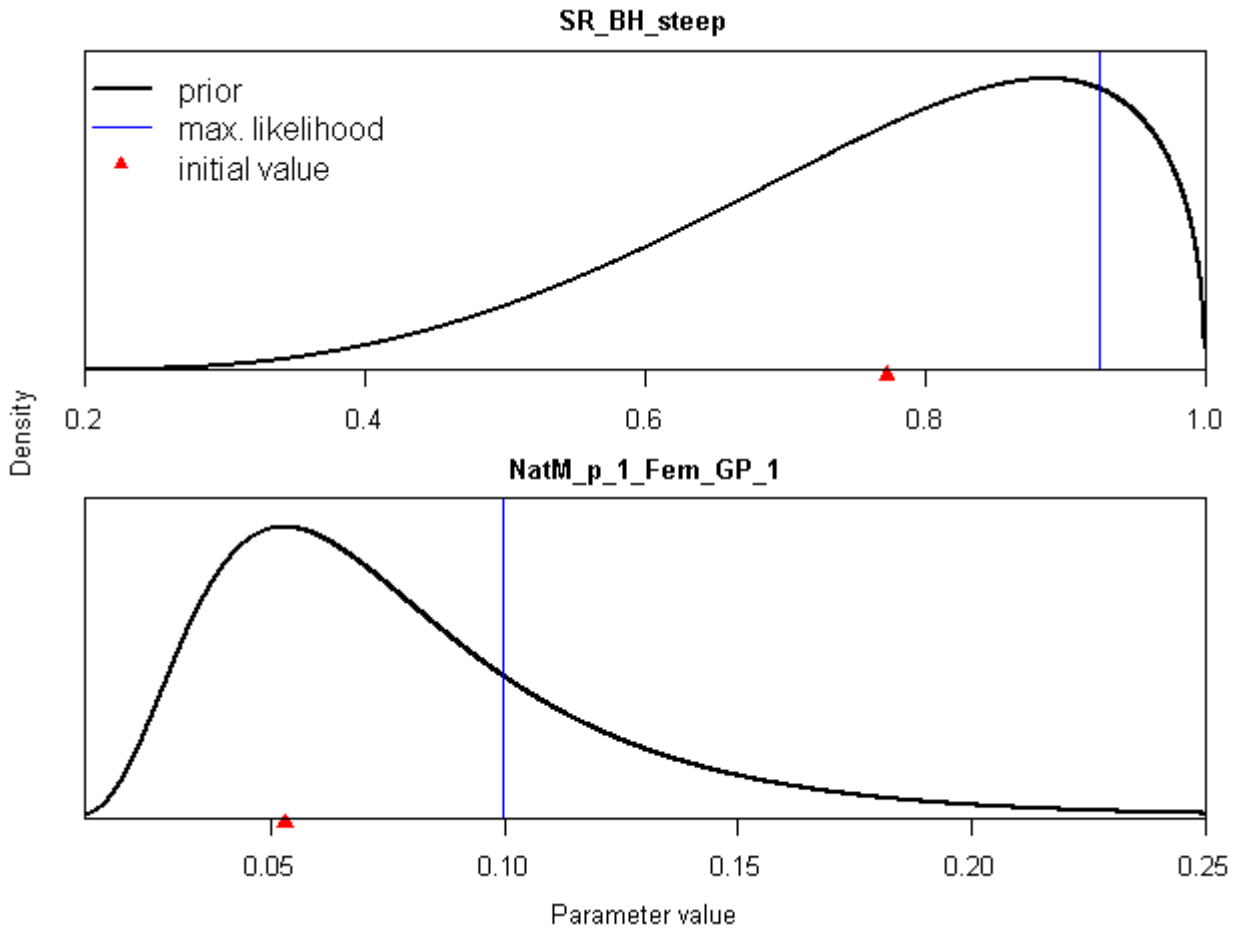 SR_BH_steep
prior
max. likelihood
initial value
0.2 0.4 0.6 0.8 1.0
Density
NatM_p_1_Fem_GP_1
0.05 0.10 0.15 0.20 0.25
Parameter value